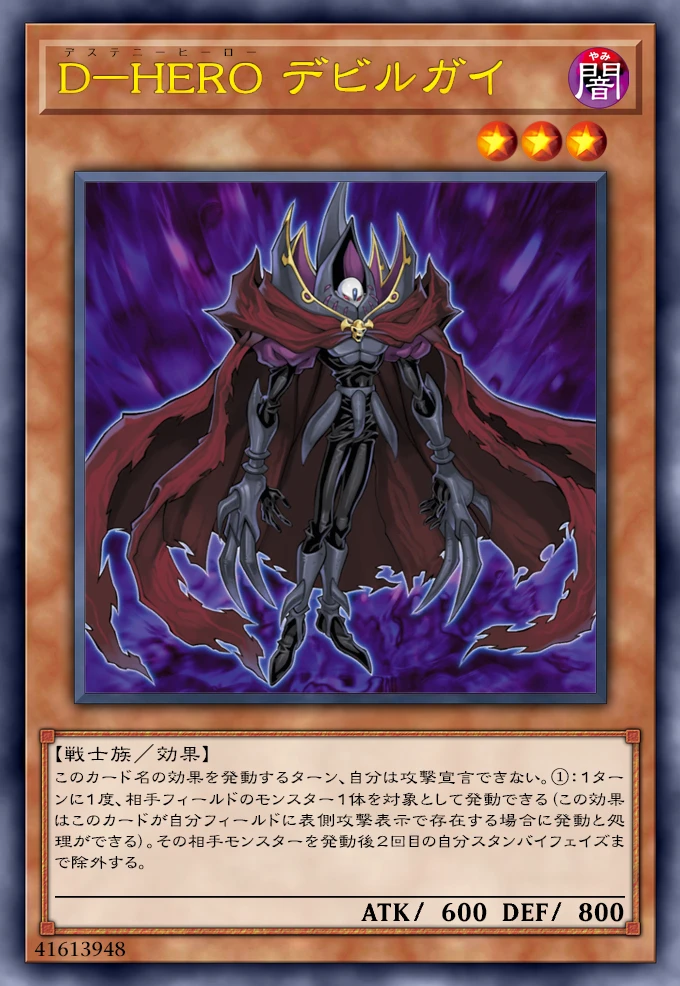 デステニーヒーロー
D－HERO デビルガイ
やみ
闇
【戦士族／効果】
このカード名の効果を発動するターン、自分は攻撃宣言できない。①：１ター
ンに１度、相手フィールドのモンスター１体を対象として発動できる（この効果
はこのカードが自分フィールドに表側攻撃表示で存在する場合に発動と処
理ができる）。その相手モンスターを発動後２回目の自分スタンバイフェイズま
で除外する。
ATK/ 600 DEF/ 800
41613948